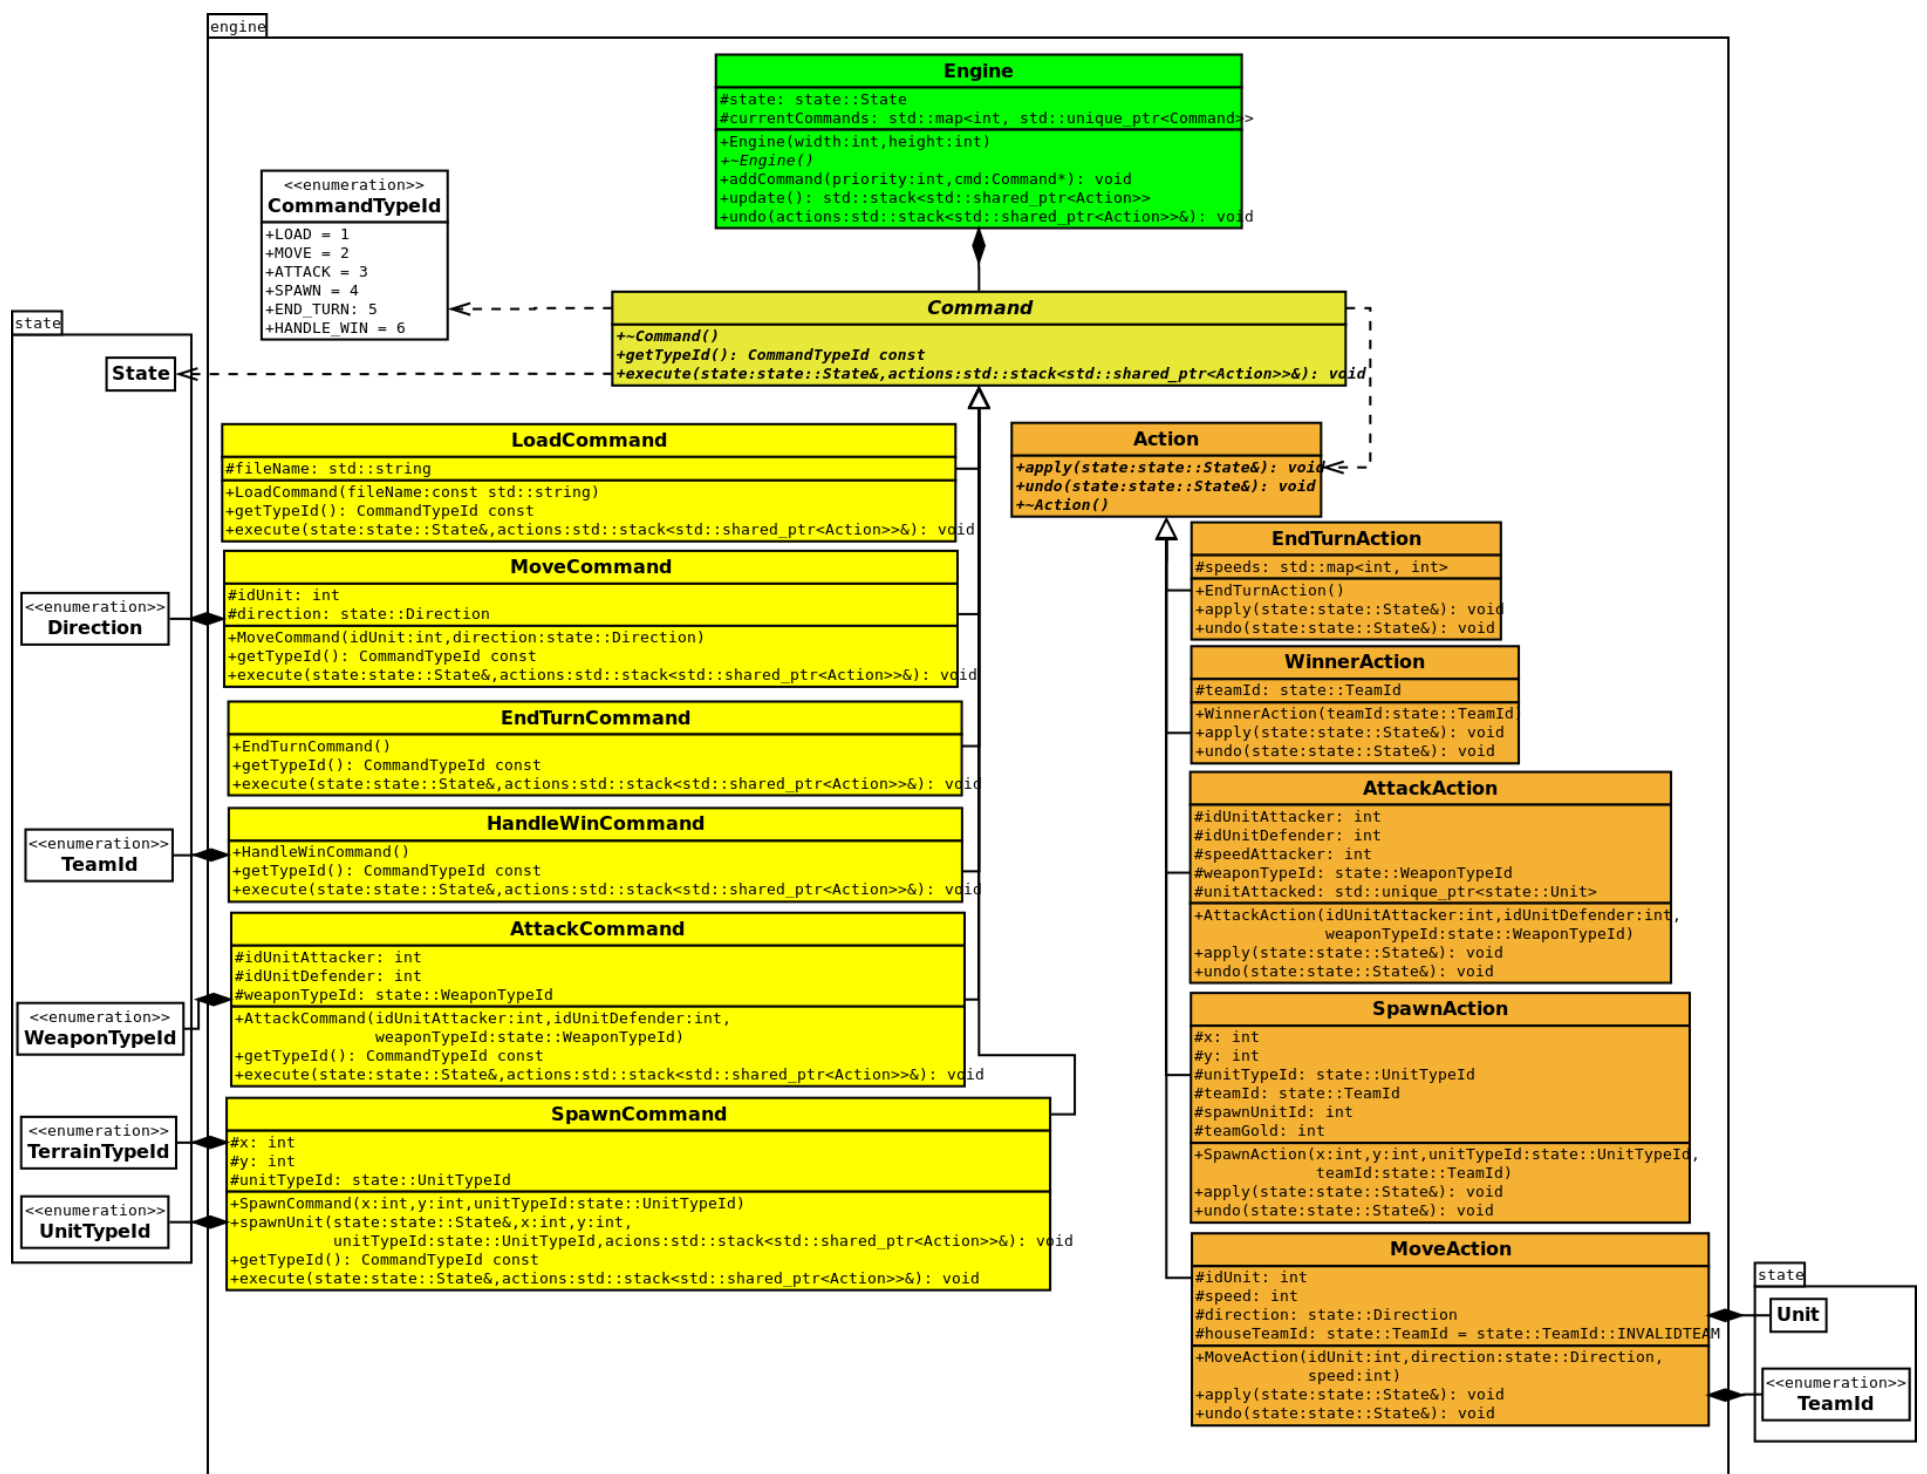 engine
Engine
#state: state::State
#currentCommands: std::map<int, std::unique_ptr<Command>>
+Engine(width:int,height:int)
+~Engine()
+addCommand(priority:int,cmd:Command*): void
+update(): std::stack<std::shared_ptr<Action>>
+undo(actions:std::stack<std::shared_ptr<Action>>&): void
<<enumeration>>
CommandTypeId
+LOAD = 1
+MOVE = 2
+ATTACK = 3
+SPAWN = 4
+END_TURN: 5
+HANDLE_WIN = 6
Command
+~Command()
+getTypeId(): CommandTypeId const
+execute(state:state::State&,actions:std::stack<std::shared_ptr<Action>>&): void
state
State
<<enumeration>>
Direction
<<enumeration>>
TeamId
<<enumeration>>
WeaponTypeId
<<enumeration>>
TerrainTypeId
<<enumeration>>
UnitTypeId
LoadCommand
#fileName: std::string
+LoadCommand(fileName:const std::string)
+getTypeId(): CommandTypeId const
+execute(state:state::State&,actions:std::stack<std::shared_ptr<Action>>&): void
MoveCommand
#idUnit: int
#direction: state::Direction
+MoveCommand(idUnit:int,direction:state::Direction)
+getTypeId(): CommandTypeId const
+execute(state:state::State&,actions:std::stack<std::shared_ptr<Action>>&): void
EndTurnCommand
+EndTurnCommand()
+getTypeId(): CommandTypeId const
+execute(state:state::State&,actions:std::stack<std::shared_ptr<Action>>&): void
HandleWinCommand
+HandleWinCommand()
+getTypeId(): CommandTypeId const
+execute(state:state::State&,actions:std::stack<std::shared_ptr<Action>>&): void
AttackCommand
#idUnitAttacker: int
#idUnitDefender: int
#weaponTypeId: state::WeaponTypeId
+AttackCommand(idUnitAttacker:int,idUnitDefender:int,
weaponTypeId:state::WeaponTypeId)
+getTypeId(): CommandTypeId const
+execute(state:state::State&,actions:std::stack<std::shared_ptr<Action>>&): void
SpawnCommand
#x: int
#y: int
#unitTypeId: state::UnitTypeId
+SpawnCommand(x:int,y:int,unitTypeId:state::UnitTypeId)
+spawnUnit(state:state::State&,x:int,y:int,
unitTypeId:state::UnitTypeId,acions:std::stack<std::shared_ptr<Action>>&): void
+getTypeId(): CommandTypeId const
+execute(state:state::State&,actions:std::stack<std::shared_ptr<Action>>&): void
Action
+apply(state:state::State&): void
+undo(state:state::State&): void
+~Action()
EndTurnAction
#speeds: std::map<int, int>
+EndTurnAction()
+apply(state:state::State&): void
+undo(state:state::State&): void
WinnerAction
#teamId: state::TeamId
+WinnerAction(teamId:state::TeamId)
+apply(state:state::State&): void
+undo(state:state::State&): void
AttackAction
#idUnitAttacker: int
#idUnitDefender: int
#speedAttacker: int
#weaponTypeId: state::WeaponTypeId
#unitAttacked: std::unique_ptr<state::Unit>
+AttackAction(idUnitAttacker:int,idUnitDefender:int,
weaponTypeId:state::WeaponTypeId)
+apply(state:state::State&): void
+undo(state:state::State&): void
SpawnAction
#x: int
#y: int
#unitTypeId: state::UnitTypeId
#teamId: state::TeamId
#spawnUnitId: int
#teamGold: int
+SpawnAction(x:int,y:int,unitTypeId:state::UnitTypeId,
teamId:state::TeamId)
+apply(state:state::State&): void
+undo(state:state::State&): void
MoveAction
#idUnit: int
#speed: int
#direction: state::Direction
#houseTeamId: state::TeamId = state::TeamId::INVALIDTEAM
+MoveAction(idUnit:int,direction:state::Direction,
speed:int)
+apply(state:state::State&): void
+undo(state:state::State&): void
state
Unit
<<enumeration>>
TeamId